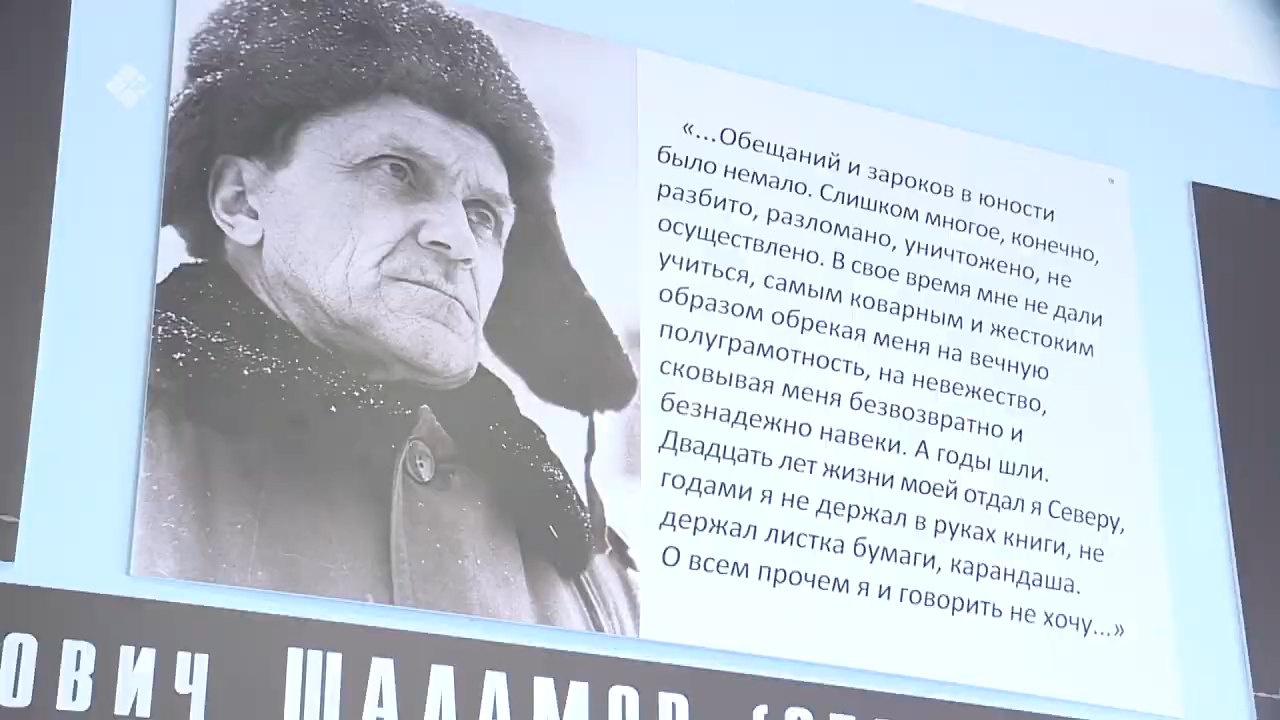 «...Обещаний и зароков в юности
было немало. Слишком многое, конечно,
разбито, разломано, уничтожено, не
осуществлено. В свое время мне не дали
учиться, самым коварным и жестоким
образом обрекая меня на вечную
полуграмотность, на невежество,
сковывая меня безвозвратно и
безнадежно навеки. А годы шли.
Двадцать лет жизни моей отдал я Северу,
годами я не держал в руках книги, не
держал листка бумаги, карандаша.
О всем прочем я и говорить не хочу...»
ОВИЧ ШАЛАМОВ